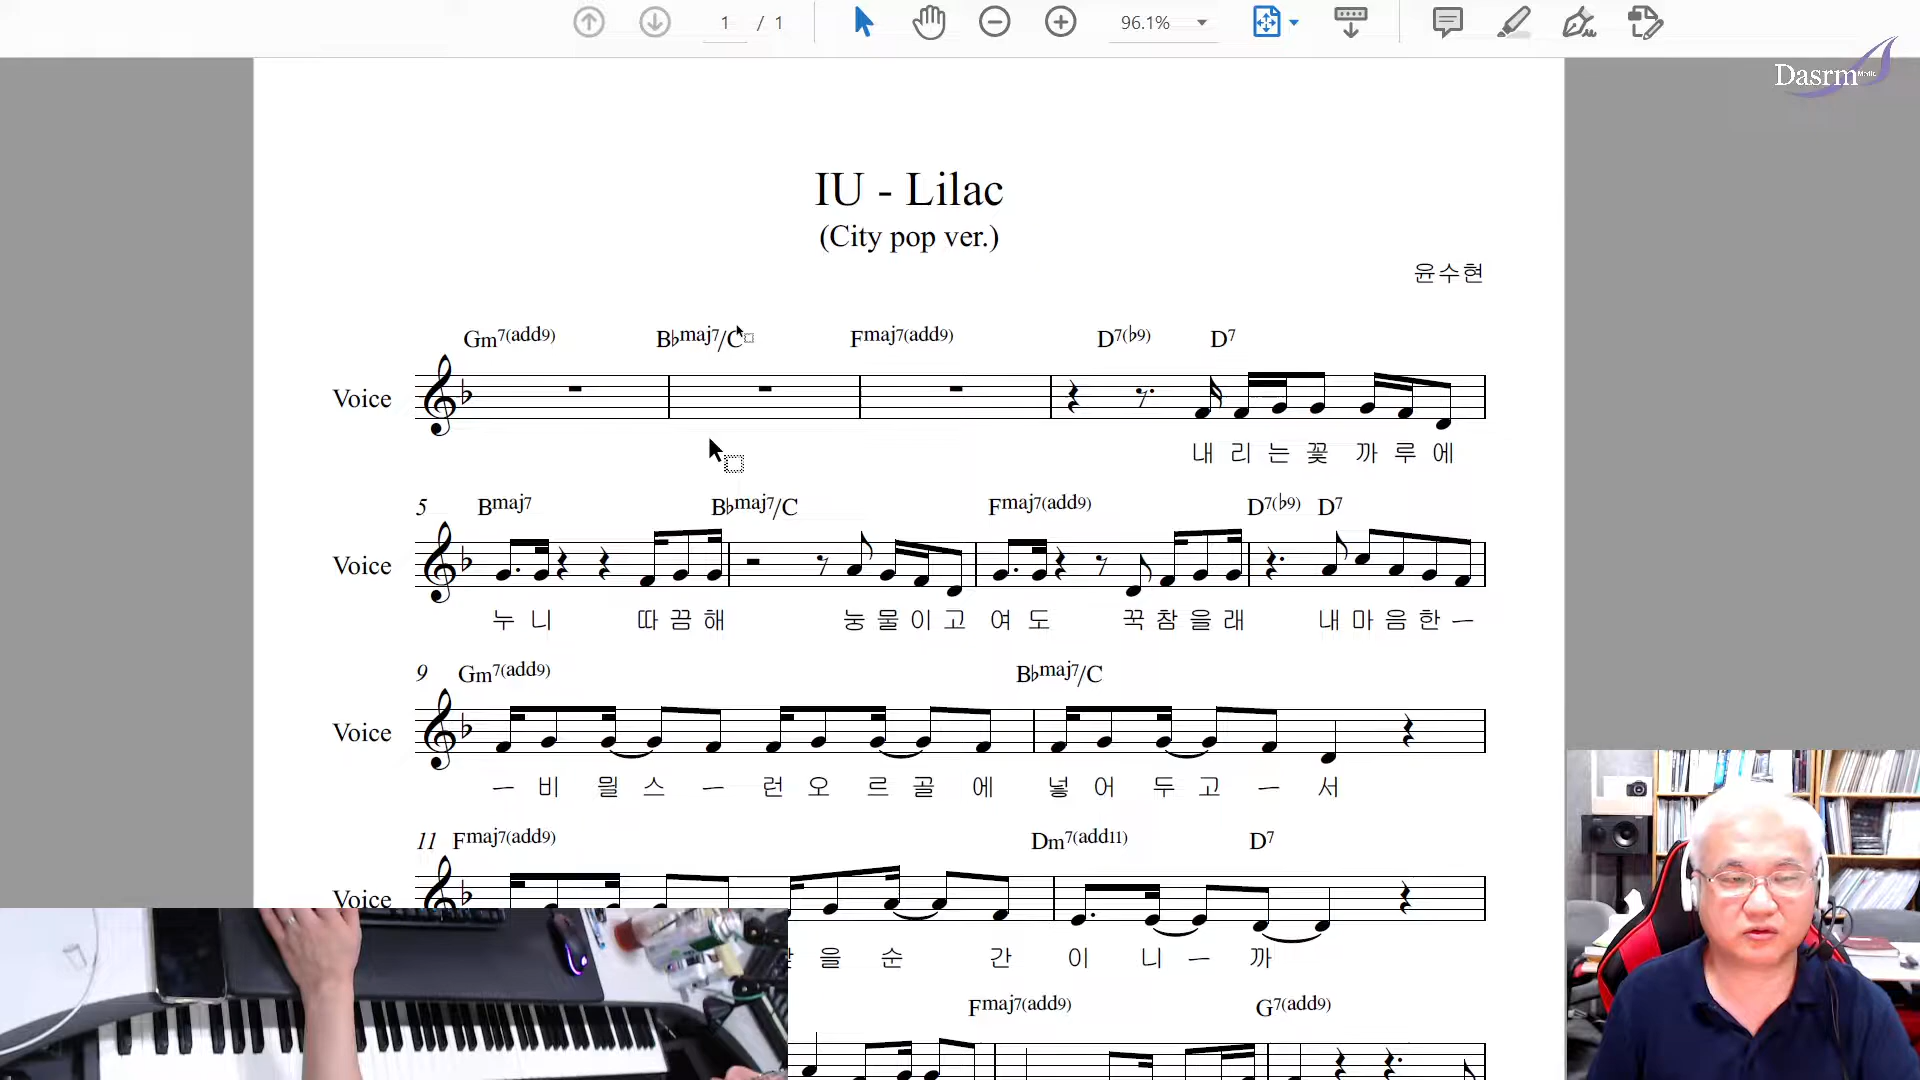 1 / 1
96.1%
Dasrm
IU - Lilac
(City pop ver.)
윤수현
Gm7(add9) B♭maj7/C Fmaj7(add9) D7(♭9) D7
Voice
내 리 는 꽃 까 루 에
5 Bmaj7 B♭maj7/C Fmaj7(add9) D7(♭9) D7
Voice
누 니 따 끔 해 눙 물 이 고 여 도 꾹 참 을 래 내 마 음 한 ㅡ
9 Gm7(add9) B♭maj7/C
Voice
ㅡ 비 밀 스 ㅡ 런 오 르 골 에 넣 어 두 고 ㅡ 서
11 Fmaj7(add9) Dm7(add11) D7
Voice
을 순 간 이 니 ㅡ 까
Fmaj7(add9) G7(add9)